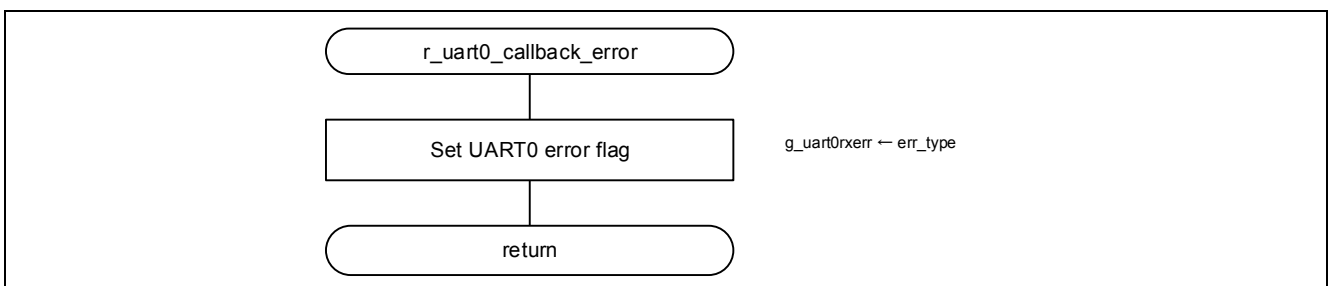 r_uart0_callback_error
Set UART0 error flag
g_uart0rxerr ← err_type
return